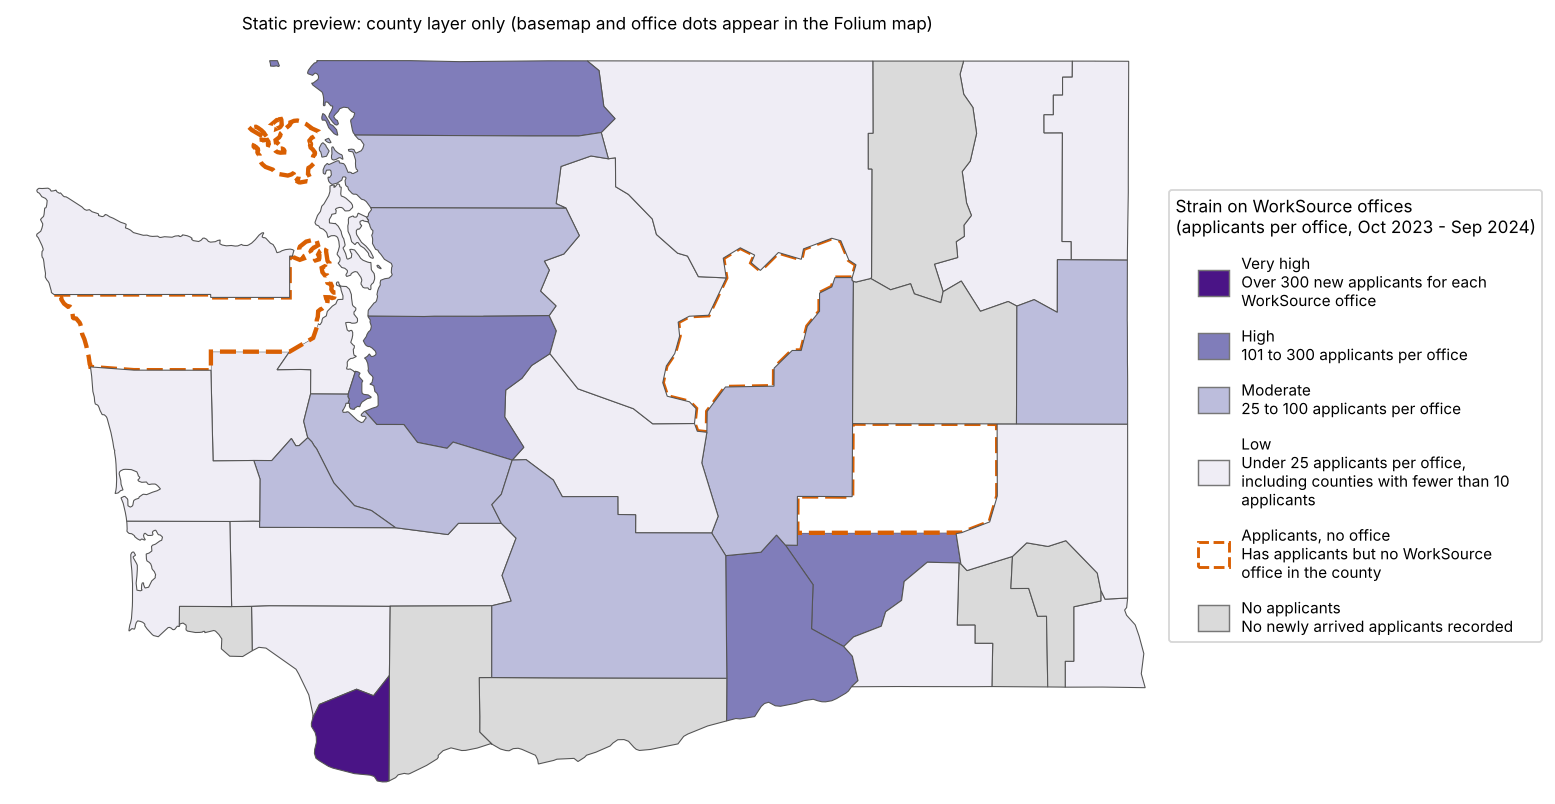 Static preview: county layer only (basemap and office dots appear in the Folium map)
Strain on WorkSource offices
(applicants per office, Oct 2023 - Sep 2024)
Very high
Over 300 new applicants for each
WorkSource office
High
101 to 300 applicants per office
Moderate
25 to 100 applicants per office
Low
Under 25 applicants per office,
including counties with fewer than 10
applicants
Applicants, no office
Has applicants but no WorkSource
office in the county
No applicants
No newly arrived applicants recorded